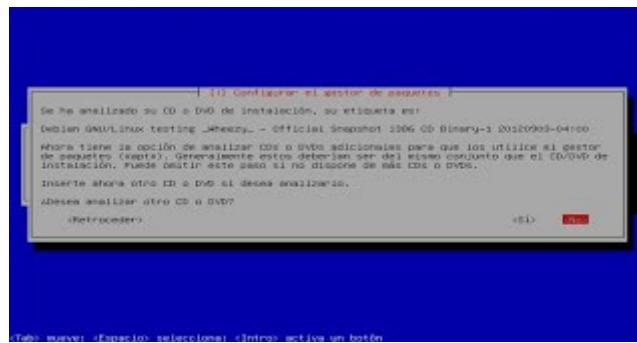 [!] Configurar el gestor de paquetes
Se ha analizado su CD o DVD de instalación, su etiqueta es:
Debian GNU/Linux testing _Wheezy_ - Official Snapshot i386 CD Binary-1 20120903-04:00
Ahora tiene la opción de analizar CDs o DVDs adicionales para que los utilice el gestor
de paquetes (»apt«). Generalmente estos deberían ser del mismo conjunto que el CD/DVD de
instalación. Puede omitir este paso si no dispone de más CDs o DVDs.
Inserte ahora otro CD o DVD si desea analizarlo.
¿Desea analizar otro CD o DVD?
<Retroceder> <Sí> <No>
<Tab> mueve; <Espacio> selecciona; <Intro> activa un botón